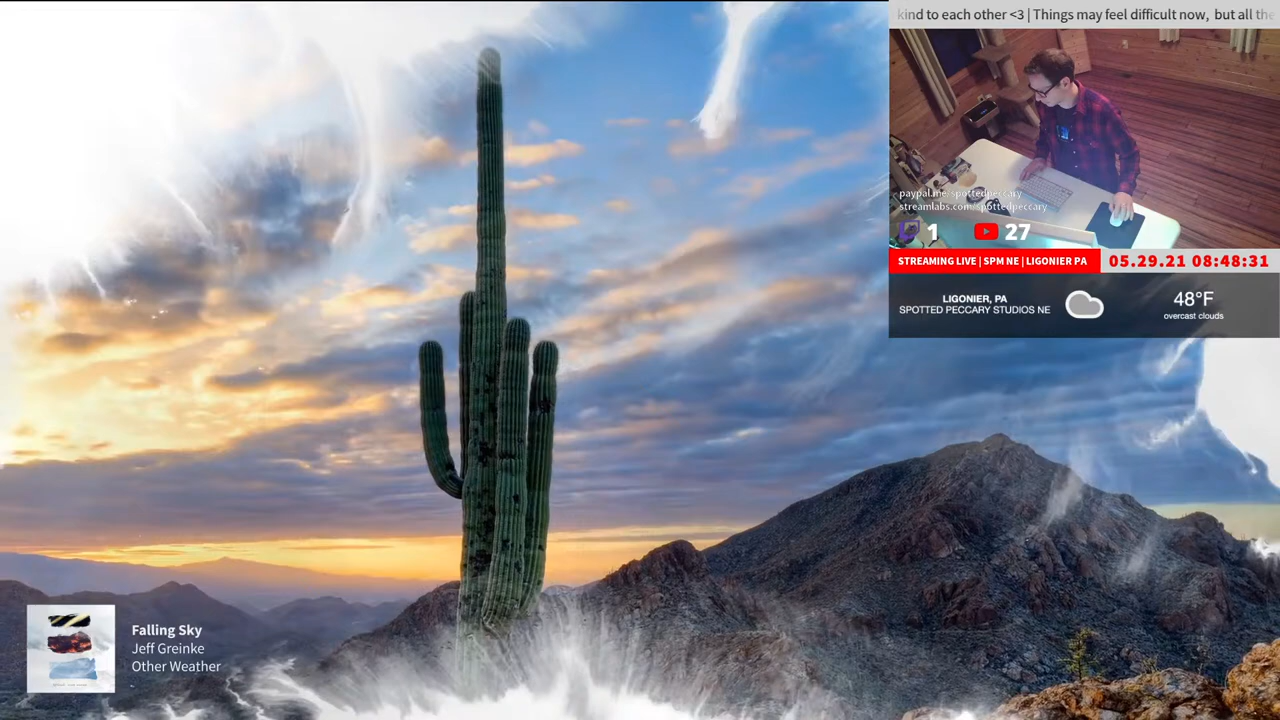 kind to each other <3 | Things may feel difficult now, but all the
paypal.me/spottedpeccary
streamlabs.com/spottedpeccary
1 27
STREAMING LIVE | SPM NE | LIGONIER PA 05.29.21 08:48:31
LIGONIER, PA
SPOTTED PECCARY STUDIOS NE
48°F
overcast clouds
Falling Sky
Jeff Greinke
Other Weather